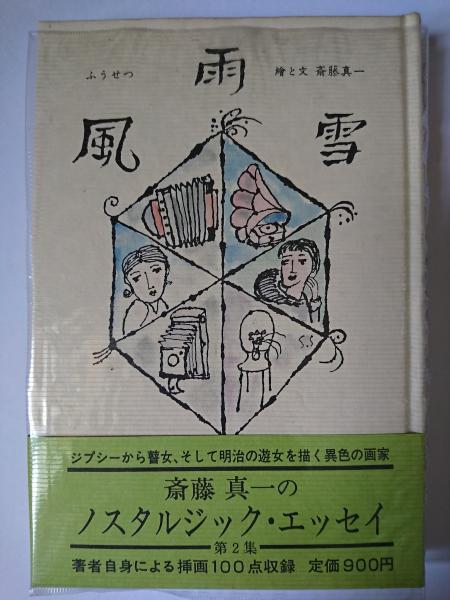 ふうせつ
繪と文 斎藤真一
風雨雪
S.S
ジプシーから瞽女、そして明治の遊女を描く異色の画家
斎藤 真一の
ノスタルジック・エッセイ
第2集
著者自身による挿画100点収録 定価900円